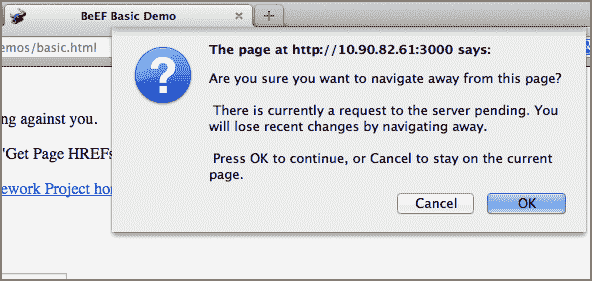 BeEF Basic Demo
emos/basic.html
The page at http://10.90.82.61:3000 says:
Are you sure you want to navigate away from this page?
There is currently a request to the server pending. You
will lose recent changes by navigating away.
Press OK to continue, or Cancel to stay on the current
page.
Cancel
OK
ng against you.
"Get Page HREFs
ework Project hor